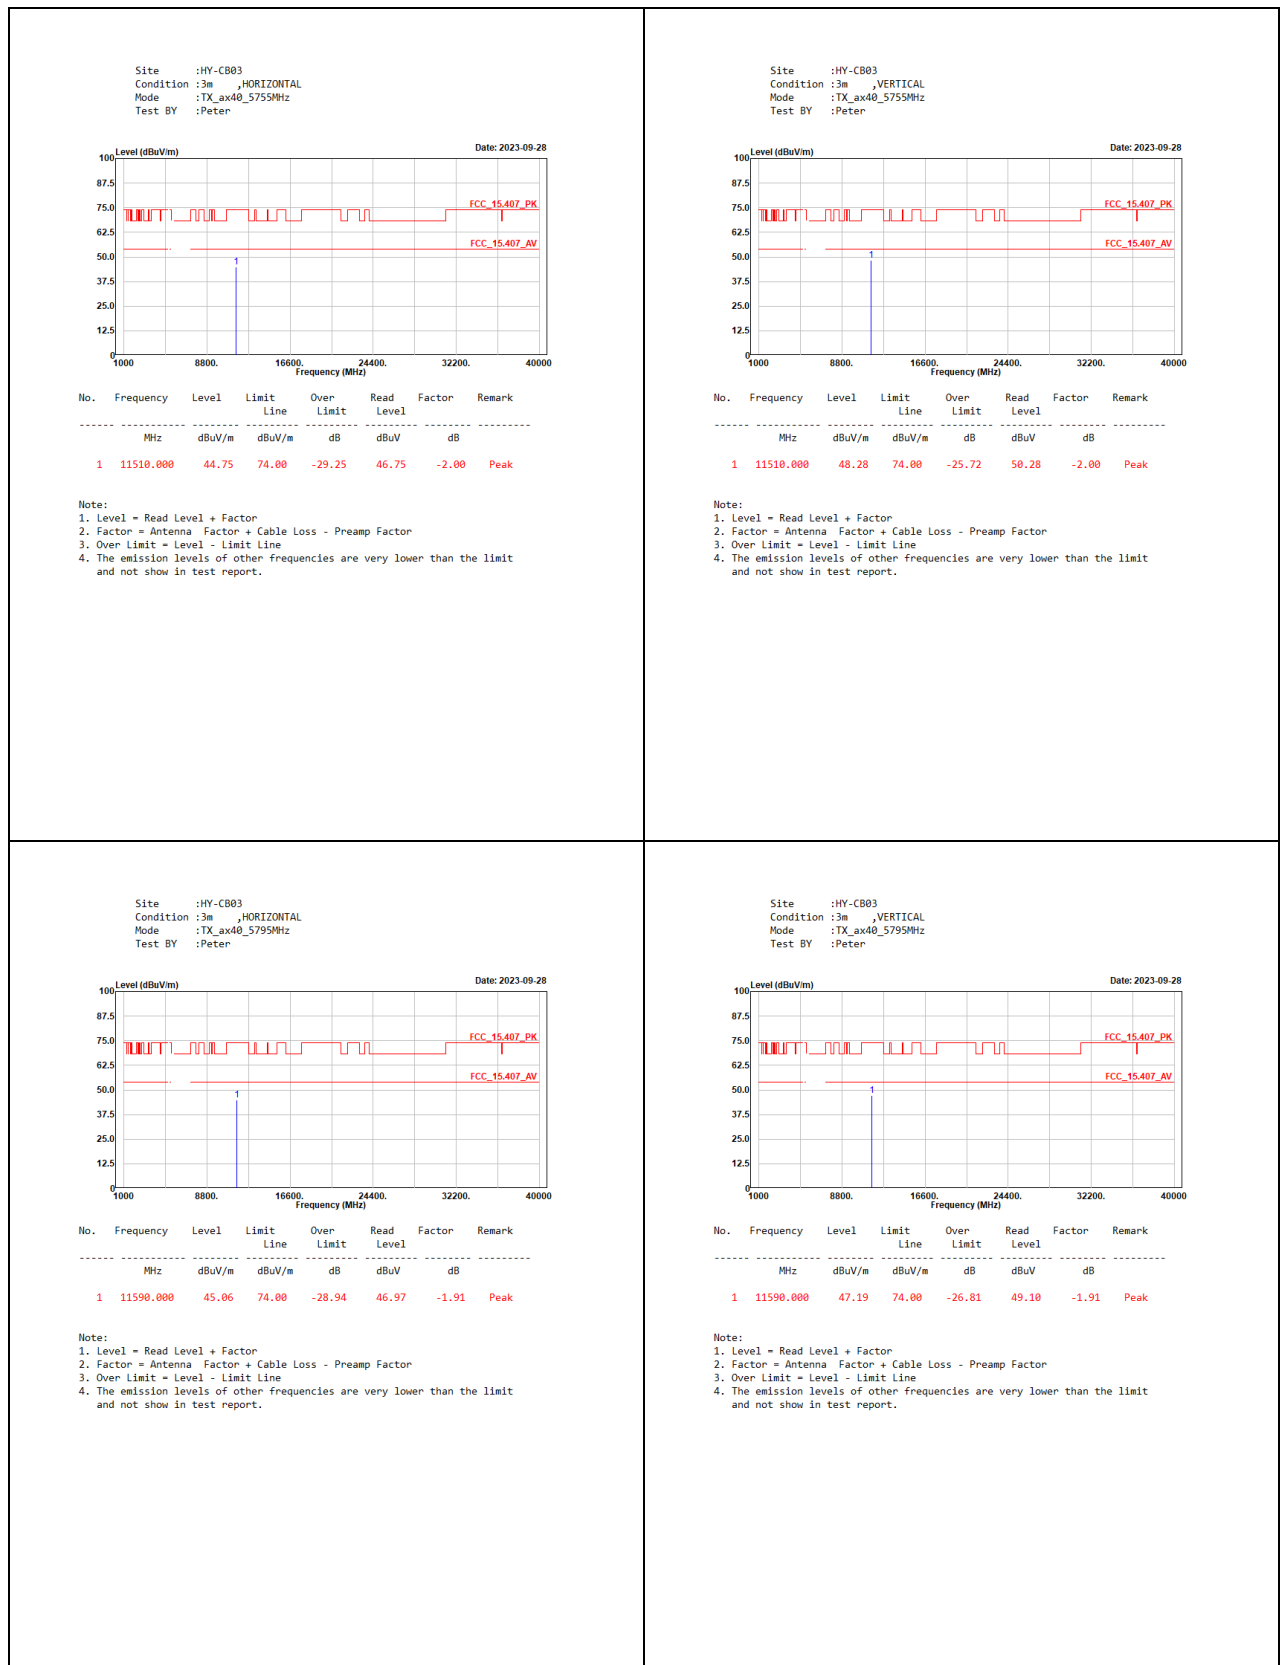 Site      :HY-CB03
Condition :3m    ,HORIZONTAL
Mode      :TX_ax40_5755MHz
Test BY   :Peter
Level (dBuV/m)
Date: 2023-09-28
100
87.5
75.0
FCC_15.407_PK
62.5
FCC_15.407_AV
50.0
1
37.5
25.0
12.5
0
1000 8800. 16600. 24400. 32200. 40000
Frequency (MHz)
No. Frequency Level Limit Over Read Factor Remark
Line Limit Level
------ ----------- -------- --------- --------- --------- -------- ---------
MHz dBuV/m dBuV/m dB dBuV dB
1 11510.000 44.75 74.00 -29.25 46.75 -2.00 Peak
Note:
1. Level = Read Level + Factor
2. Factor = Antenna  Factor + Cable Loss - Preamp Factor
3. Over Limit = Level - Limit Line
4. The emission levels of other frequencies are very lower than the limit
and not show in test report.
Site      :HY-CB03
Condition :3m    ,VERTICAL
Mode      :TX_ax40_5755MHz
Test BY   :Peter
Level (dBuV/m)
Date: 2023-09-28
100
87.5
75.0
FCC_15.407_PK
62.5
FCC_15.407_AV
50.0
1
37.5
25.0
12.5
0
1000 8800. 16600. 24400. 32200. 40000
Frequency (MHz)
No. Frequency Level Limit Over Read Factor Remark
Line Limit Level
------ ----------- -------- --------- --------- --------- -------- ---------
MHz dBuV/m dBuV/m dB dBuV dB
1 11510.000 48.28 74.00 -25.72 50.28 -2.00 Peak
Note:
1. Level = Read Level + Factor
2. Factor = Antenna  Factor + Cable Loss - Preamp Factor
3. Over Limit = Level - Limit Line
4. The emission levels of other frequencies are very lower than the limit
and not show in test report.
Site      :HY-CB03
Condition :3m    ,HORIZONTAL
Mode      :TX_ax40_5795MHz
Test BY   :Peter
Level (dBuV/m)
Date: 2023-09-28
100
87.5
75.0
FCC_15.407_PK
62.5
FCC_15.407_AV
50.0
1
37.5
25.0
12.5
0
1000 8800. 16600. 24400. 32200. 40000
Frequency (MHz)
No. Frequency Level Limit Over Read Factor Remark
Line Limit Level
------ ----------- -------- --------- --------- --------- -------- ---------
MHz dBuV/m dBuV/m dB dBuV dB
1 11590.000 45.06 74.00 -28.94 46.97 -1.91 Peak
Note:
1. Level = Read Level + Factor
2. Factor = Antenna  Factor + Cable Loss - Preamp Factor
3. Over Limit = Level - Limit Line
4. The emission levels of other frequencies are very lower than the limit
and not show in test report.
Site      :HY-CB03
Condition :3m    ,VERTICAL
Mode      :TX_ax40_5795MHz
Test BY   :Peter
Level (dBuV/m)
Date: 2023-09-28
100
87.5
75.0
FCC_15.407_PK
62.5
FCC_15.407_AV
50.0
1
37.5
25.0
12.5
0
1000 8800. 16600. 24400. 32200. 40000
Frequency (MHz)
No. Frequency Level Limit Over Read Factor Remark
Line Limit Level
------ ----------- -------- --------- --------- --------- -------- ---------
MHz dBuV/m dBuV/m dB dBuV dB
1 11590.000 47.19 74.00 -26.81 49.10 -1.91 Peak
Note:
1. Level = Read Level + Factor
2. Factor = Antenna  Factor + Cable Loss - Preamp Factor
3. Over Limit = Level - Limit Line
4. The emission levels of other frequencies are very lower than the limit
and not show in test report.